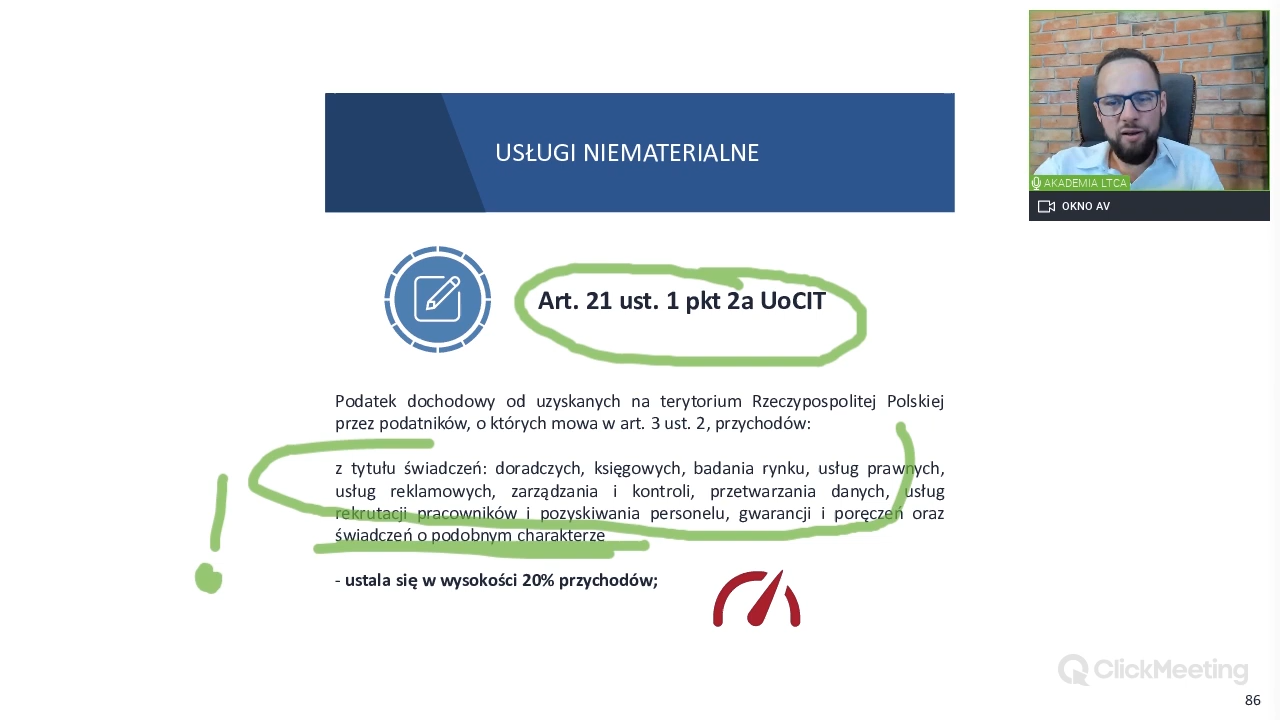 USŁUGI NIEMATERIALNE
Art. 21 ust. 1 pkt 2a UoCIT
Podatek dochodowy od uzyskanych na terytorium Rzeczypospolitej Polskiej
przez podatników, o których mowa w art. 3 ust. 2, przychodów:
z tytułu świadczeń: doradczych, księgowych, badania rynku, usług prawnych,
usług reklamowych, zarządzania i kontroli, przetwarzania danych, usług
rekrutacji pracowników i pozyskiwania personelu, gwarancji i poręczeń oraz
świadczeń o podobnym charakterze
- ustala się w wysokości 20% przychodów;
!
AKADEMIA LTCA
OKNO AV
ClickMeeting
86